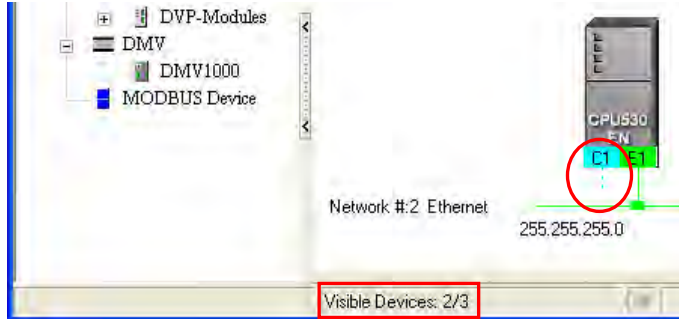 DVP-Modules
DMV
DMV1000
MODBUS Device
CPU530
EN
C1 E1
Network #:2 Ethernet
255.255.255.0
Visible Devices: 2/3